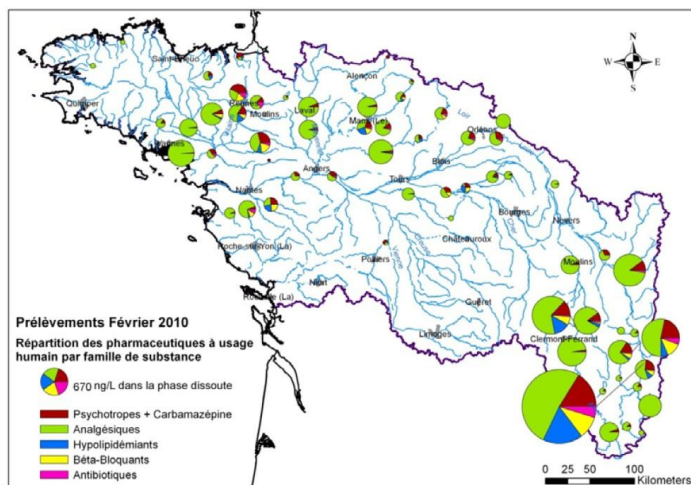 N
W E
S
Saint-Brieuc
Alençon
Quimper
Rennes
Moulins
Laval
Mans (Le)
Loir
Orléans
Vannes
Angers
Blois
Tours
Nantes
Bourges
Cher
Nevers
Roche-sur-Yon (La)
Châteauroux
Moulins
Poitiers
Vienne
Niort
Rochelle (La)
Guéret
Limoges
Clermont-Ferrand
Prélèvements Février 2010
Répartition des pharmaceutiques à usage
humain par famille de substance
670 ng/L dans la phase dissoute
Psychotropes + Carbamazépine
Analgésiques
Hypolipidémiants
Béta-Bloquants
Antibiotiques
0 25 50 100
Kilometers